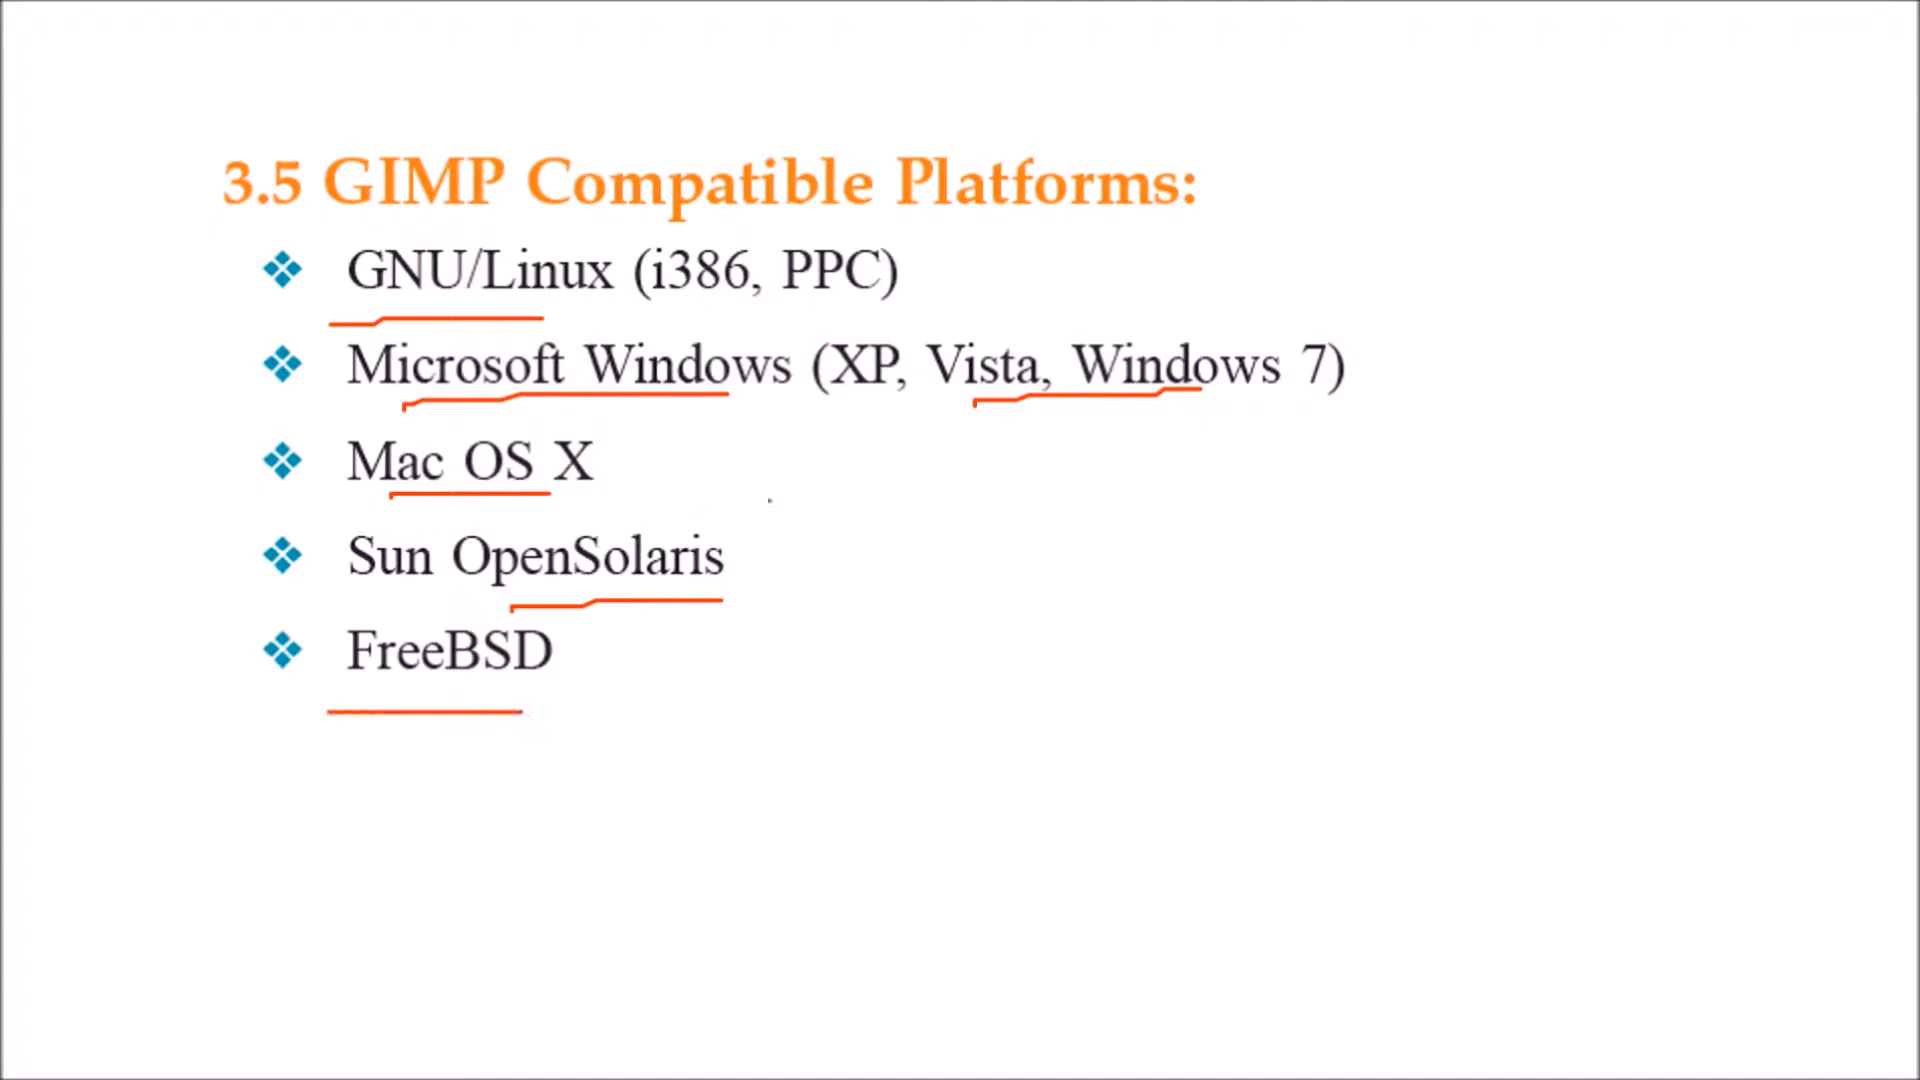 3.5 GIMP Compatible Platforms:
GNU/Linux (i386, PPC)
Microsoft Windows (XP, Vista, Windows 7)
Mac OS X
Sun OpenSolaris
FreeBSD